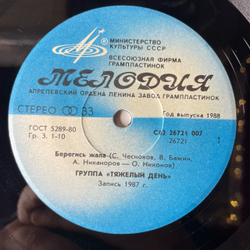 МИНИСТЕРСТВО
КУЛЬТУРЫ СССР
ВСЕСОЮЗНАЯ ФИРМА
ГРАМПЛАСТИНОК
МЕЛОДИЯ
АПРЕЛЕВСКИЙ ОРДЕНА ЛЕНИНА ЗАВОД ГРАМПЛАСТИНОК
СТЕРЕО 33
Год выпуска 1988
ГОСТ 5289-80
Гр. 3. 1-10
С62 26721 007
26721
1
Берегись жала (С. Чесноков, В. Бажин,
А. Никаноров — О. Никонов)
ГРУППА «ТЯЖЕЛЫЙ ДЕНЬ»
Запись 1987 г.